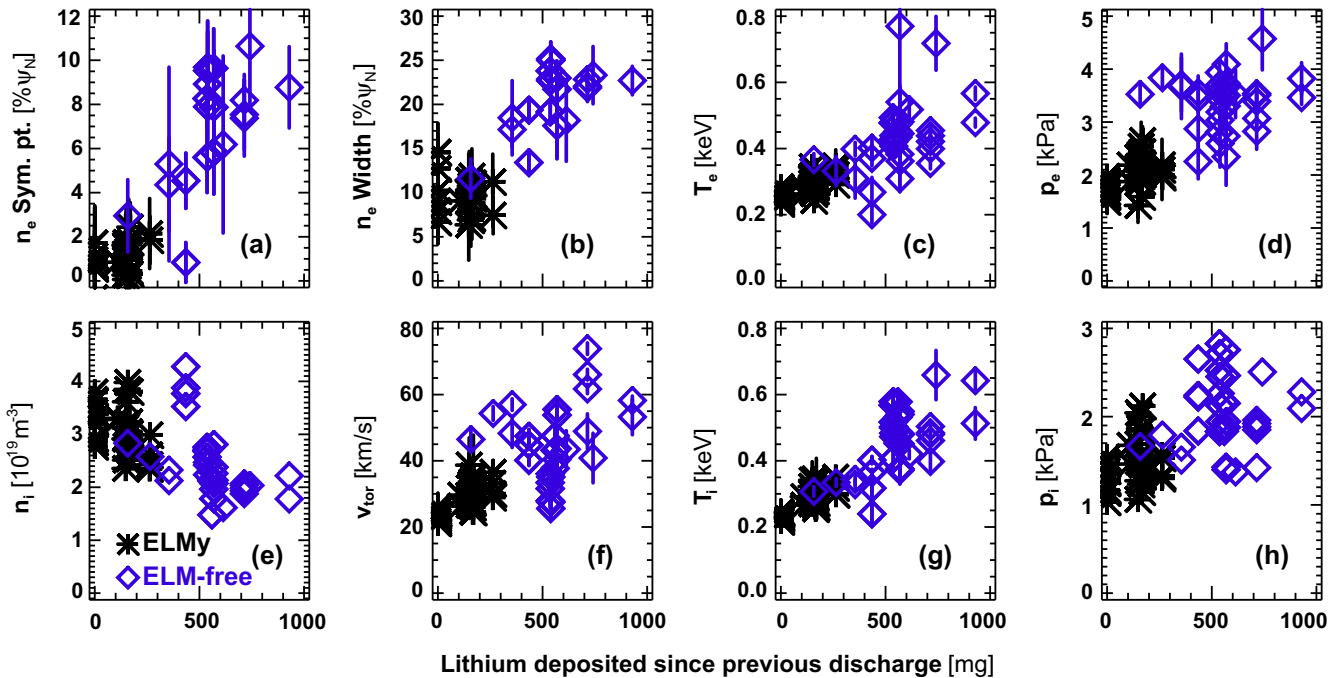 12
10
8
6
4
2
0
n_e Sym. pt. [%ψ_N]
(a)
30
25
20
15
10
5
0
n_e Width [%ψ_N]
(b)
0.8
0.6
0.4
0.2
0.0
T_e [keV]
(c)
6
5
4
3
2
1
0
p_e [kPa]
(d)
5
4
3
2
1
0
n_i [10^19 m^-3]
ELMy
ELM-free
(e)
0 500 1000
80
60
40
20
0
v_tor [km/s]
(f)
0 500 1000
0.8
0.6
0.4
0.2
0.0
T_i [keV]
(g)
0 500 1000
3
2
1
0
p_i [kPa]
(h)
0 500 1000
Lithium deposited since previous discharge [mg]